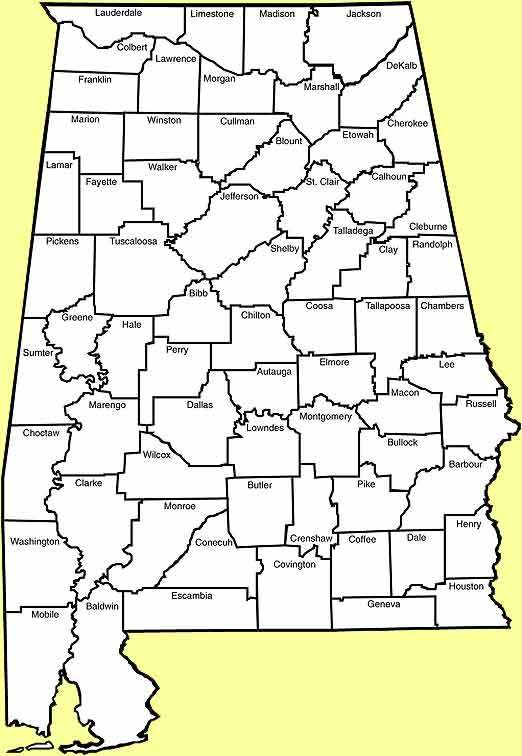 Lauderdale
Limestone
Madison
Jackson
Colbert
Lawrence
DeKalb
Franklin
Morgan
Marshall
Marion
Winston
Cullman
Cherokee
Etowah
Blount
Lamar
Walker
Calhoun
Fayette
St. Clair
Jefferson
Talladega
Cleburne
Pickens
Tuscaloosa
Shelby
Clay
Randolph
Bibb
Coosa
Tallapoosa
Chambers
Greene
Hale
Chilton
Sumter
Perry
Elmore
Lee
Autauga
Macon
Marengo
Dallas
Russell
Montgomery
Choctaw
Lowndes
Bullock
Wilcox
Barbour
Clarke
Butler
Pike
Monroe
Henry
Washington
Conecuh
Crenshaw
Coffee
Dale
Covington
Houston
Escambia
Geneva
Mobile
Baldwin